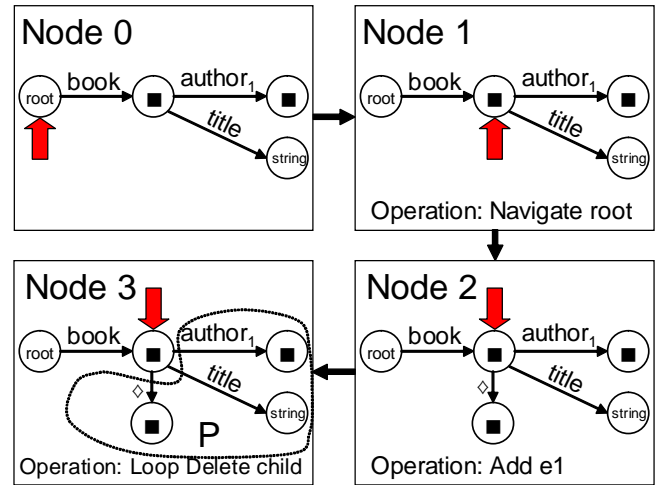 Node 0
book
author1
root
■
■
title
string
Node 1
book
author1
root
■
■
title
string
Operation: Navigate root
Node 3
book
author1
root
■
■
title
◇
string
■
P
Operation: Loop Delete child
Node 2
book
author1
root
■
■
title
◇
string
■
Operation: Add e1